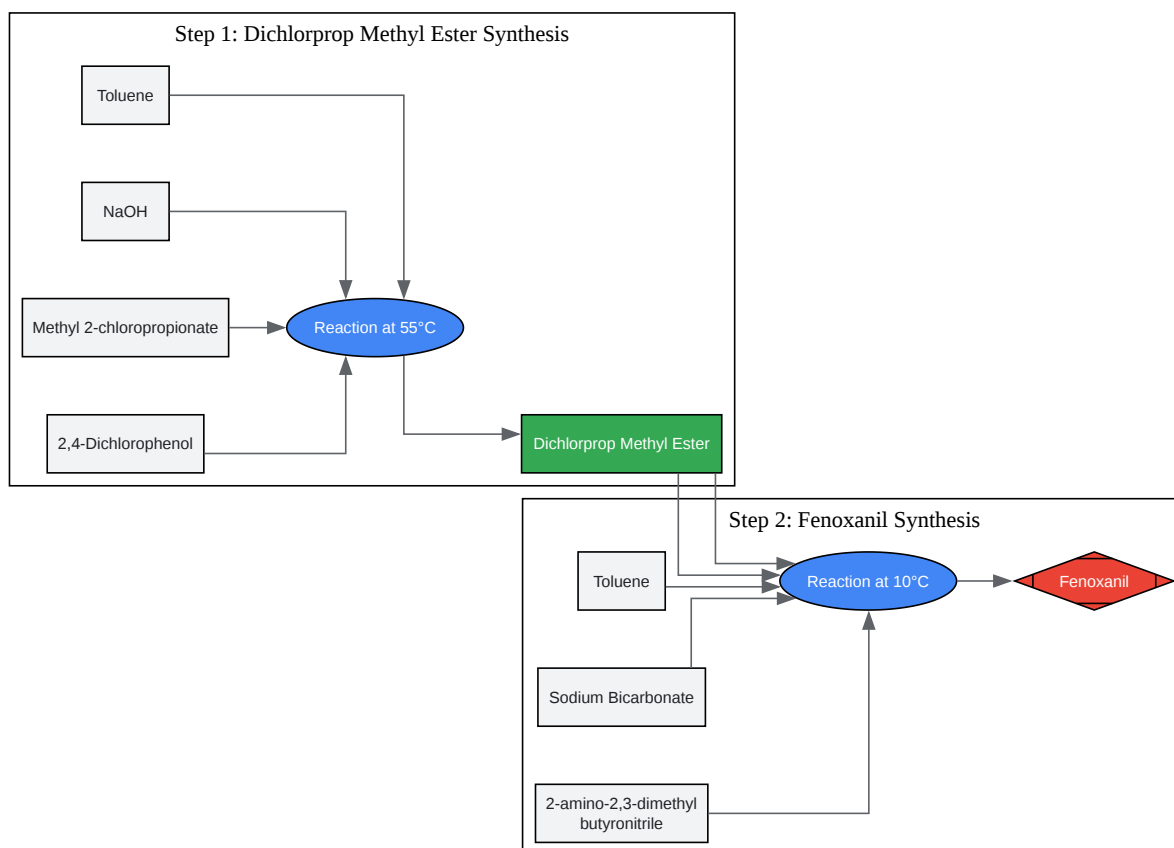 Step 1: Dichlorprop Methyl Ester Synthesis
Toluene
NaOH
Methyl 2-chloropropionate
Reaction at 55°C
2,4-Dichlorophenol
Dichlorprop Methyl Ester
Step 2: Fenoxanil Synthesis
Toluene
Reaction at 10°C
Fenoxanil
Sodium Bicarbonate
2-amino-2,3-dimethyl
butyronitrile